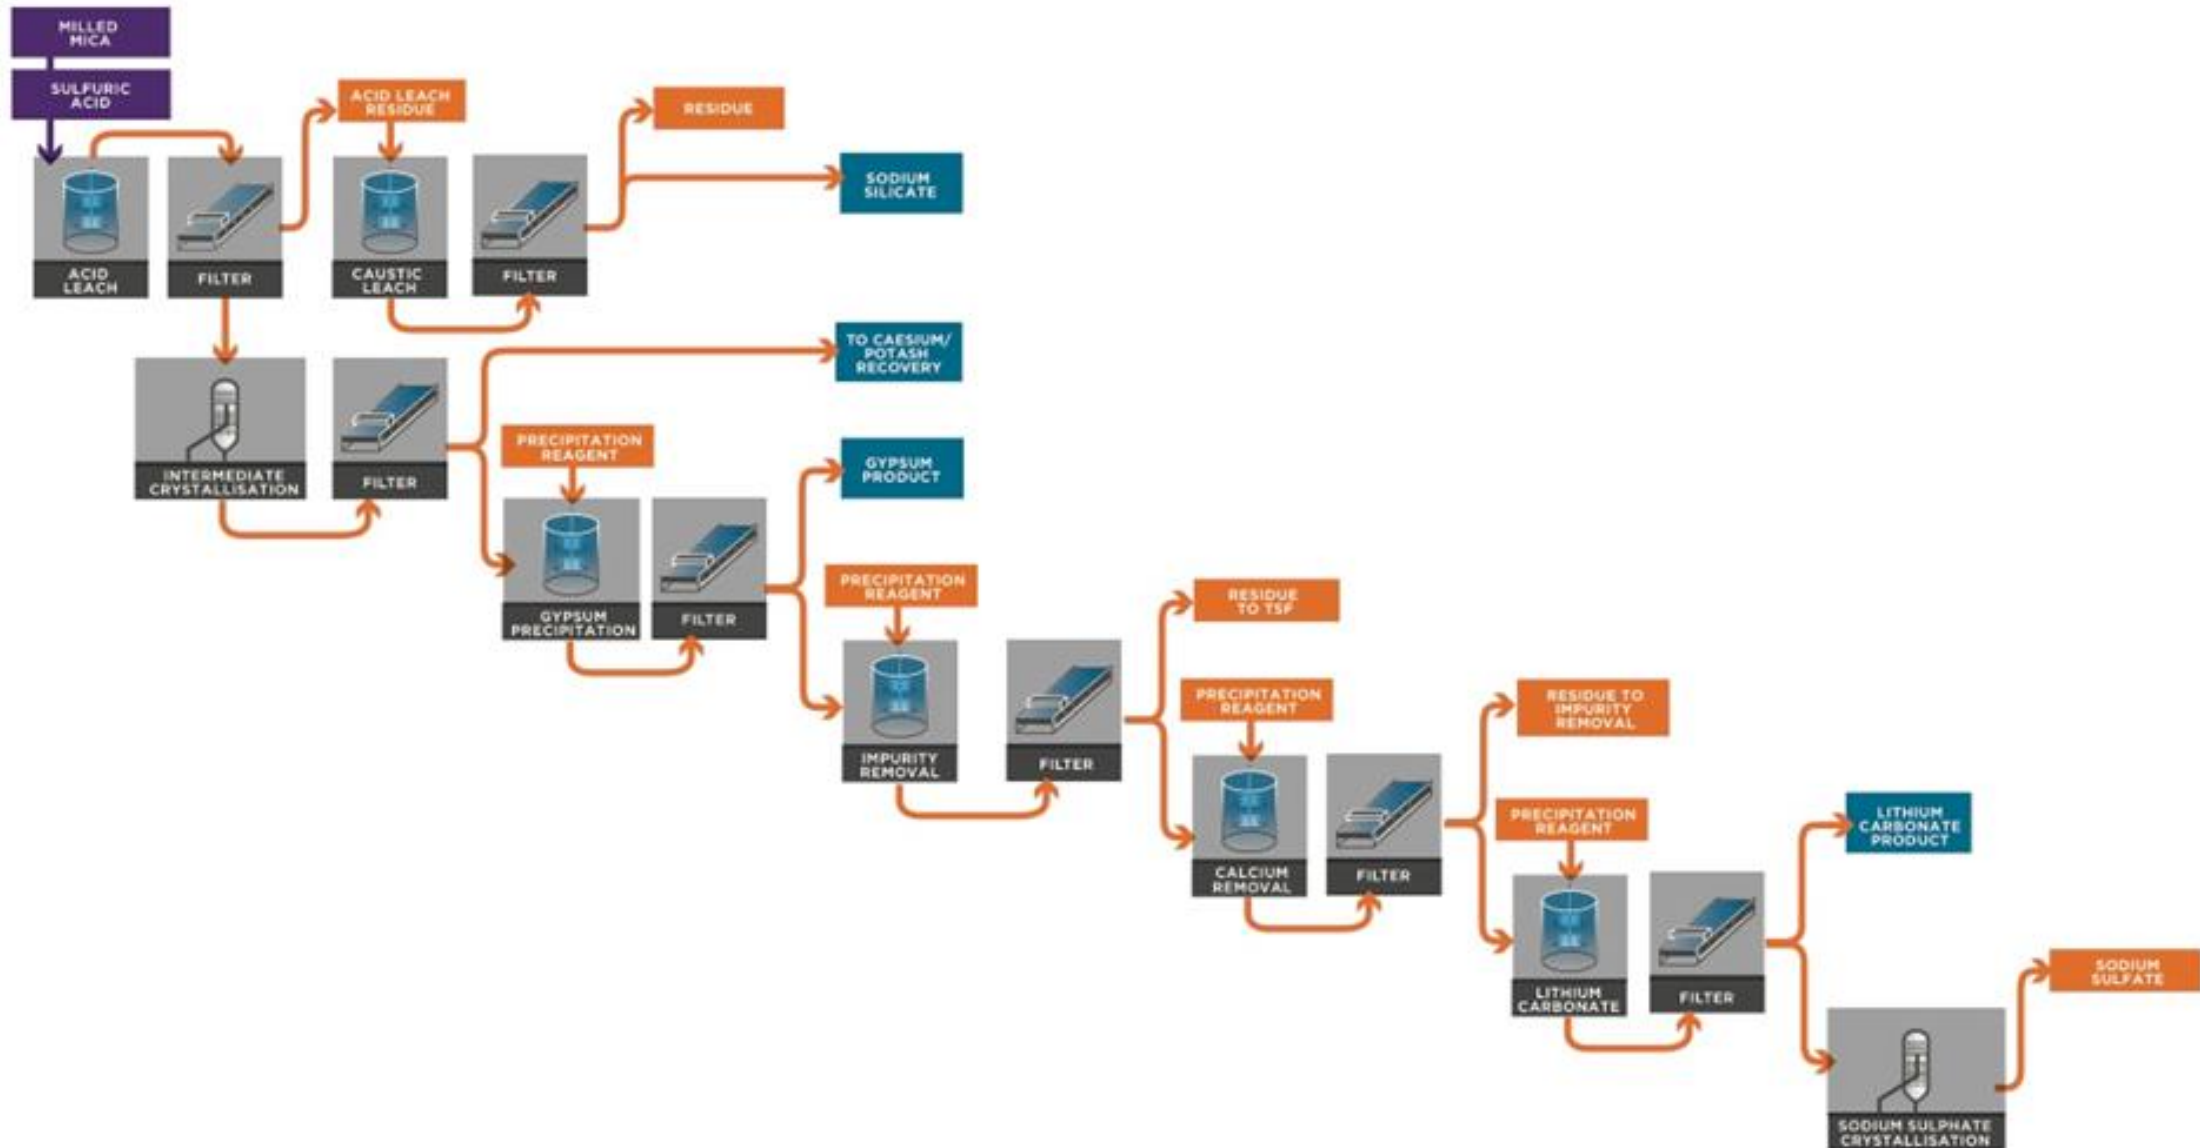 MILLED
MICA
SULFURIC
ACID
ACID LEACH
RESIDUE
RESIDUE
SODIUM
SILICATE
ACID
LEACH
FILTER
CAUSTIC
LEACH
FILTER
TO CAESIUM/
POTASH
RECOVERY
INTERMEDIATE
CRYSTALLISATION
FILTER
PRECIPITATION
REAGENT
GYPSUM
PRODUCT
GYPSUM
PRECIPITATION
FILTER
PRECIPITATION
REAGENT
RESIDUE
TO TSF
IMPURITY
REMOVAL
FILTER
PRECIPITATION
REAGENT
RESIDUE TO
IMPURITY
REMOVAL
CALCIUM
REMOVAL
FILTER
PRECIPITATION
REAGENT
LITHIUM
CARBONATE
PRODUCT
LITHIUM
CARBONATE
FILTER
SODIUM
SULFATE
SODIUM SULPHATE
CRYSTALLISATION